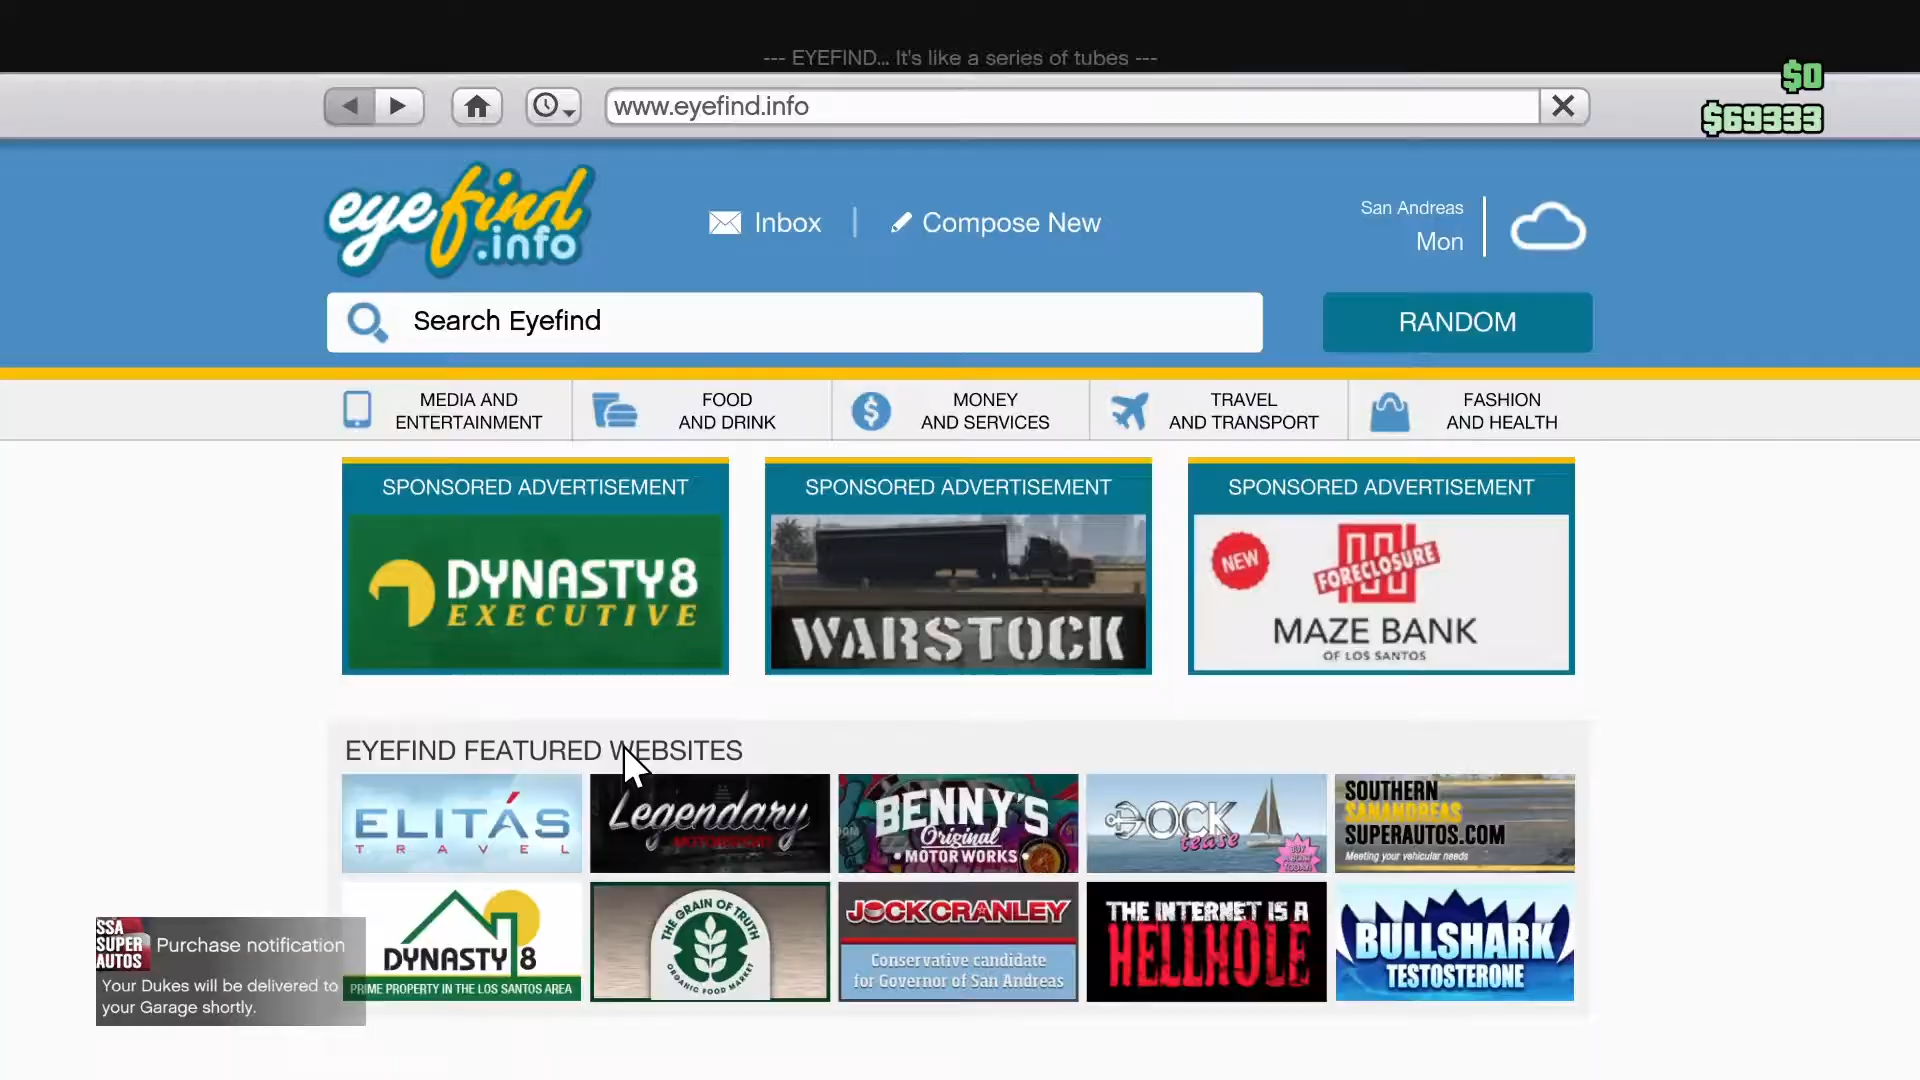 --- EYEFIND... It's like a series of tubes ---
$0
www.eyefind.info
$69333
eyefind
.info
Inbox
Compose New
San Andreas
Mon
Search Eyefind
RANDOM
MEDIA AND
ENTERTAINMENT
FOOD
AND DRINK
MONEY
AND SERVICES
TRAVEL
AND TRANSPORT
FASHION
AND HEALTH
SPONSORED ADVERTISEMENT
DYNASTY8
EXECUTIVE
SPONSORED ADVERTISEMENT
WARSTOCK
SPONSORED ADVERTISEMENT
NEW
FORECLOSURE
MAZE BANK
OF LOS SANTOS
EYEFIND FEATURED WEBSITES
ELITÁS
TRAVEL
Legendary
MOTORSPORT
BENNY'S
Original
• MOTOR WORKS •
DOCK
tease
SOUTHERN
SANANDREAS
SUPERAUTOS.COM
Meeting your vehicular needs
DYNASTY 8
PRIME PROPERTY IN THE LOS SANTOS AREA
THE GRAIN OF TRUTH
ORGANIC FOOD MARKET
JOCK CRANLEY
Conservative candidate
for Governor of San Andreas
THE INTERNET IS A
HELLHOLE
BULLSHARK
TESTOSTERONE
SSA
SUPER
AUTOS
Purchase notification
Your Dukes will be delivered to
your Garage shortly.